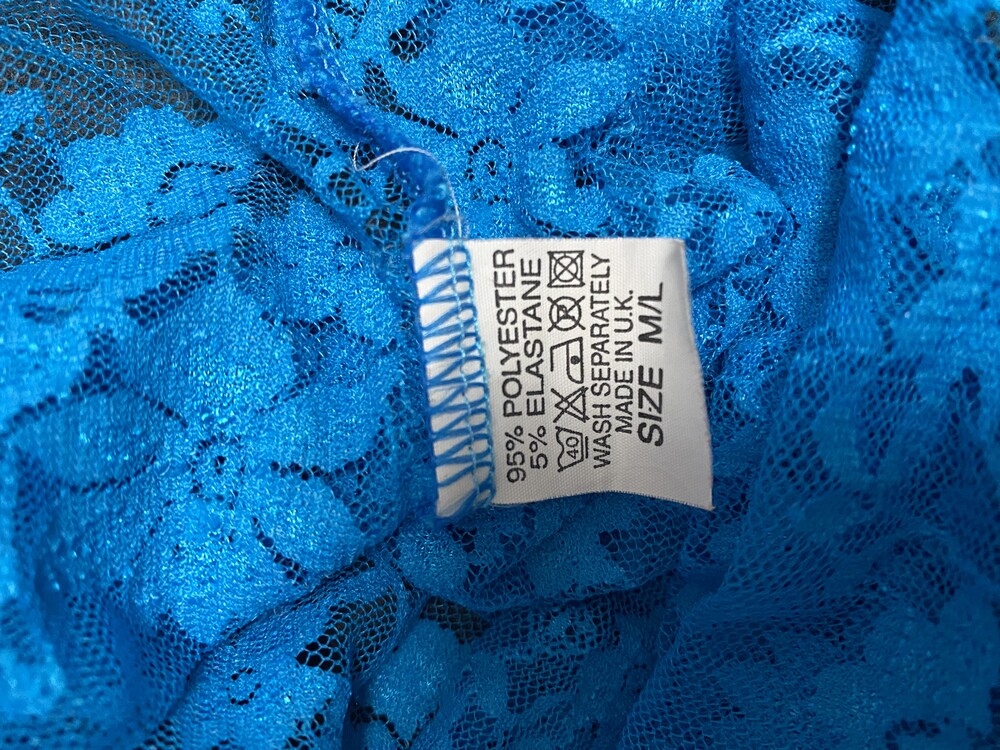 95% POLYESTER
5% ELASTANE
40
WASH SEPARATELY
MADE IN U.K.
SIZE M/L